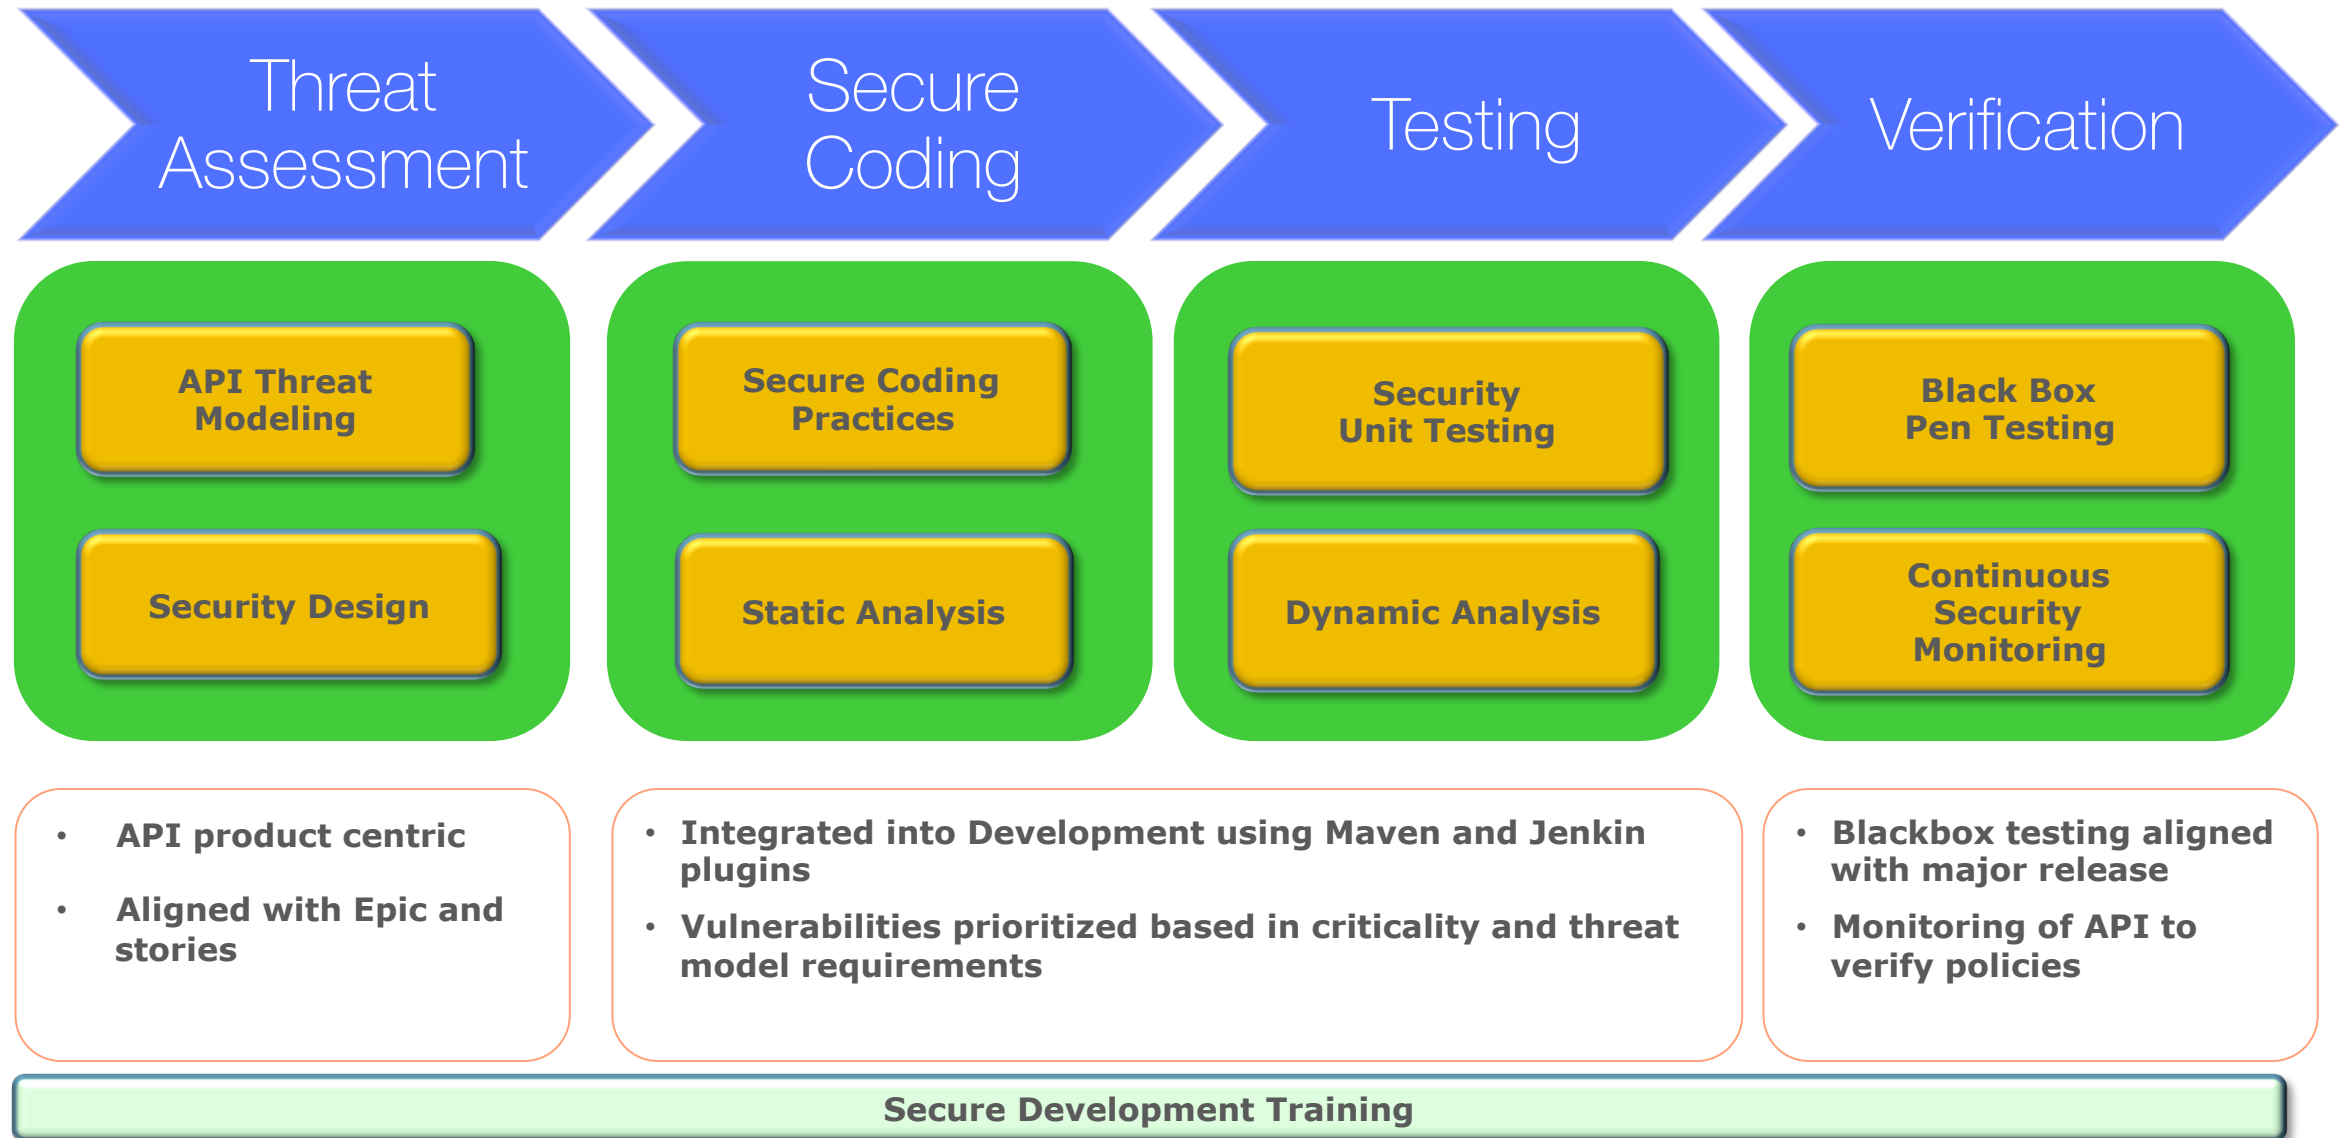 Threat
Assessment
Secure
Coding
Testing
Verification
API Threat
Modeling
Security Design
Secure Coding
Practices
Static Analysis
Security
Unit Testing
Dynamic Analysis
Black Box
Pen Testing
Continuous
Security
Monitoring
• API product centric
• Aligned with Epic and
stories
• Integrated into Development using Maven and Jenkin
plugins
• Vulnerabilities prioritized based in criticality and threat
model requirements
• Blackbox testing aligned
with major release
• Monitoring of API to
verify policies
Secure Development Training